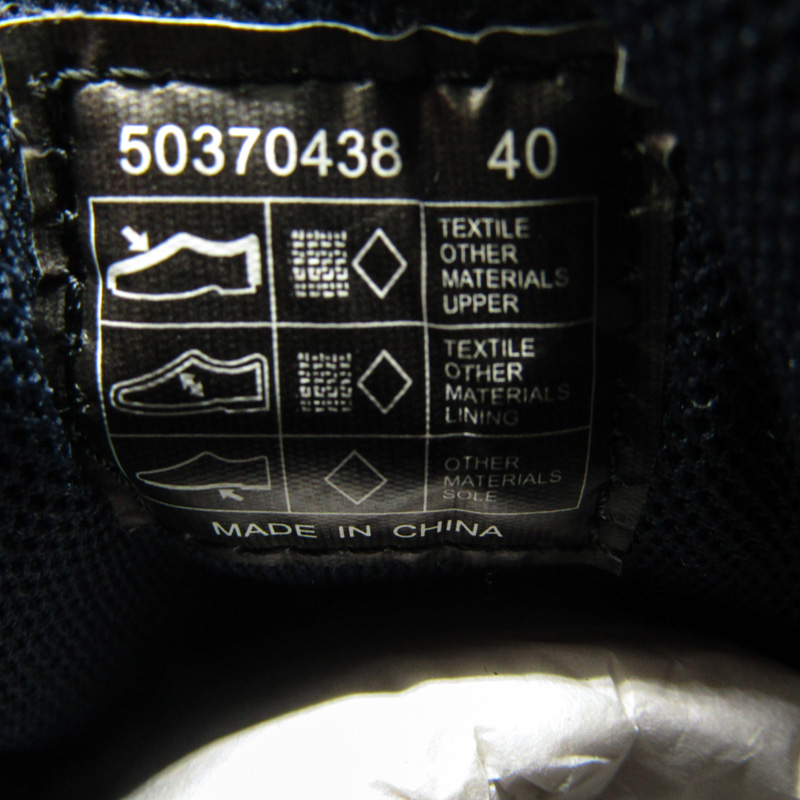 50370438 40
TEXTILE
OTHER
MATERIALS
UPPER
TEXTILE
OTHER
MATERIALS
LINING
OTHER
MATERIALS
SOLE
MADE IN CHINA